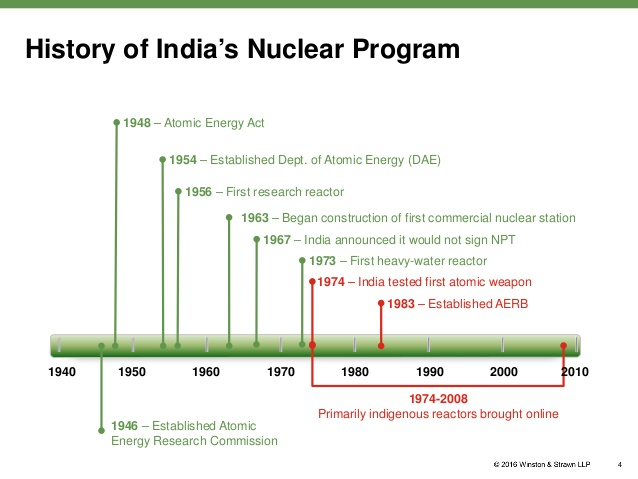 History of India's Nuclear Program
1948 – Atomic Energy Act
1954 – Established Dept. of Atomic Energy (DAE)
1956 – First research reactor
1963 – Began construction of first commercial nuclear station
1967 – India announced it would not sign NPT
1973 – First heavy-water reactor
1974 – India tested first atomic weapon
1983 – Established AERB
1940 1950 1960 1970 1980 1990 2000 2010
1974-2008
Primarily indigenous reactors brought online
1946 – Established Atomic
Energy Research Commission
© 2016 Winston & Strawn LLP 4